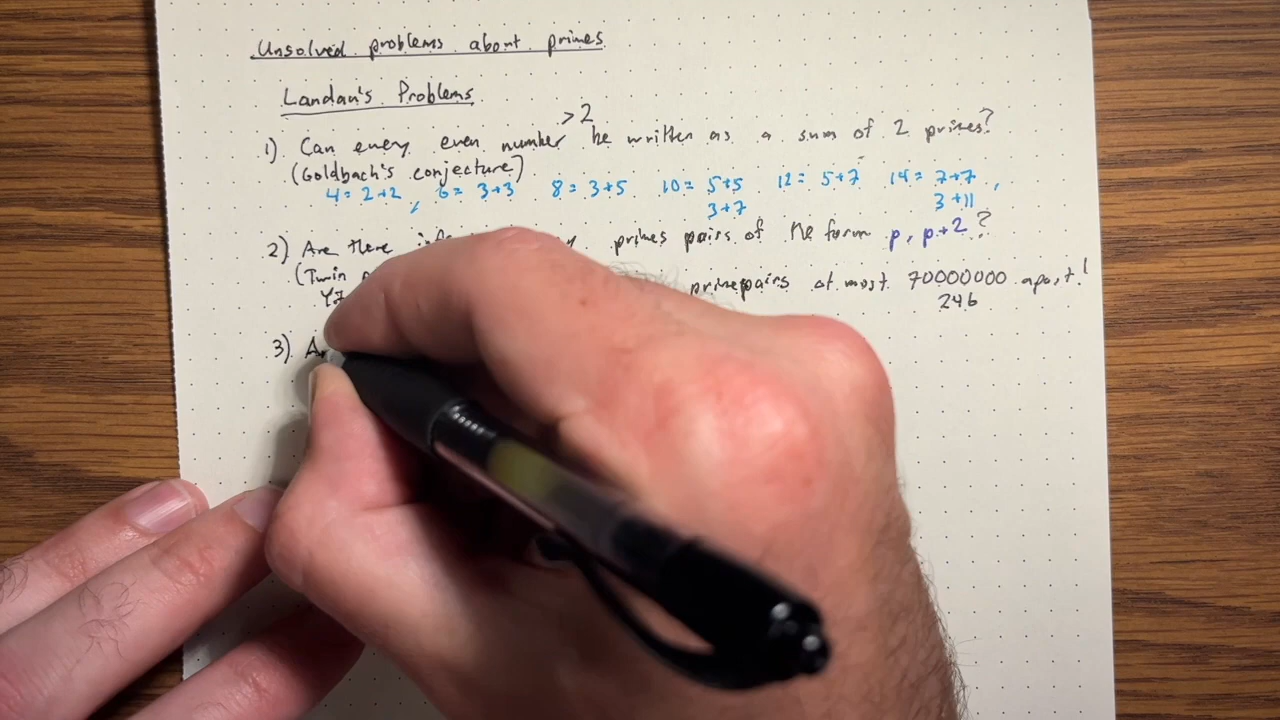 Unsolved problems about primes
Landau's Problems
>2
1) Can every even number be written as a sum of 2 primes?
(Goldbach's conjecture)
4=2+2, 6=3+3 8=3+5 10=5+5 12=5+7 14=7+7,
3+7 3+11
2) Are there primes pairs of the form p, p+2?
(Twin prime pairs at most 70000000 apart!
246
3)